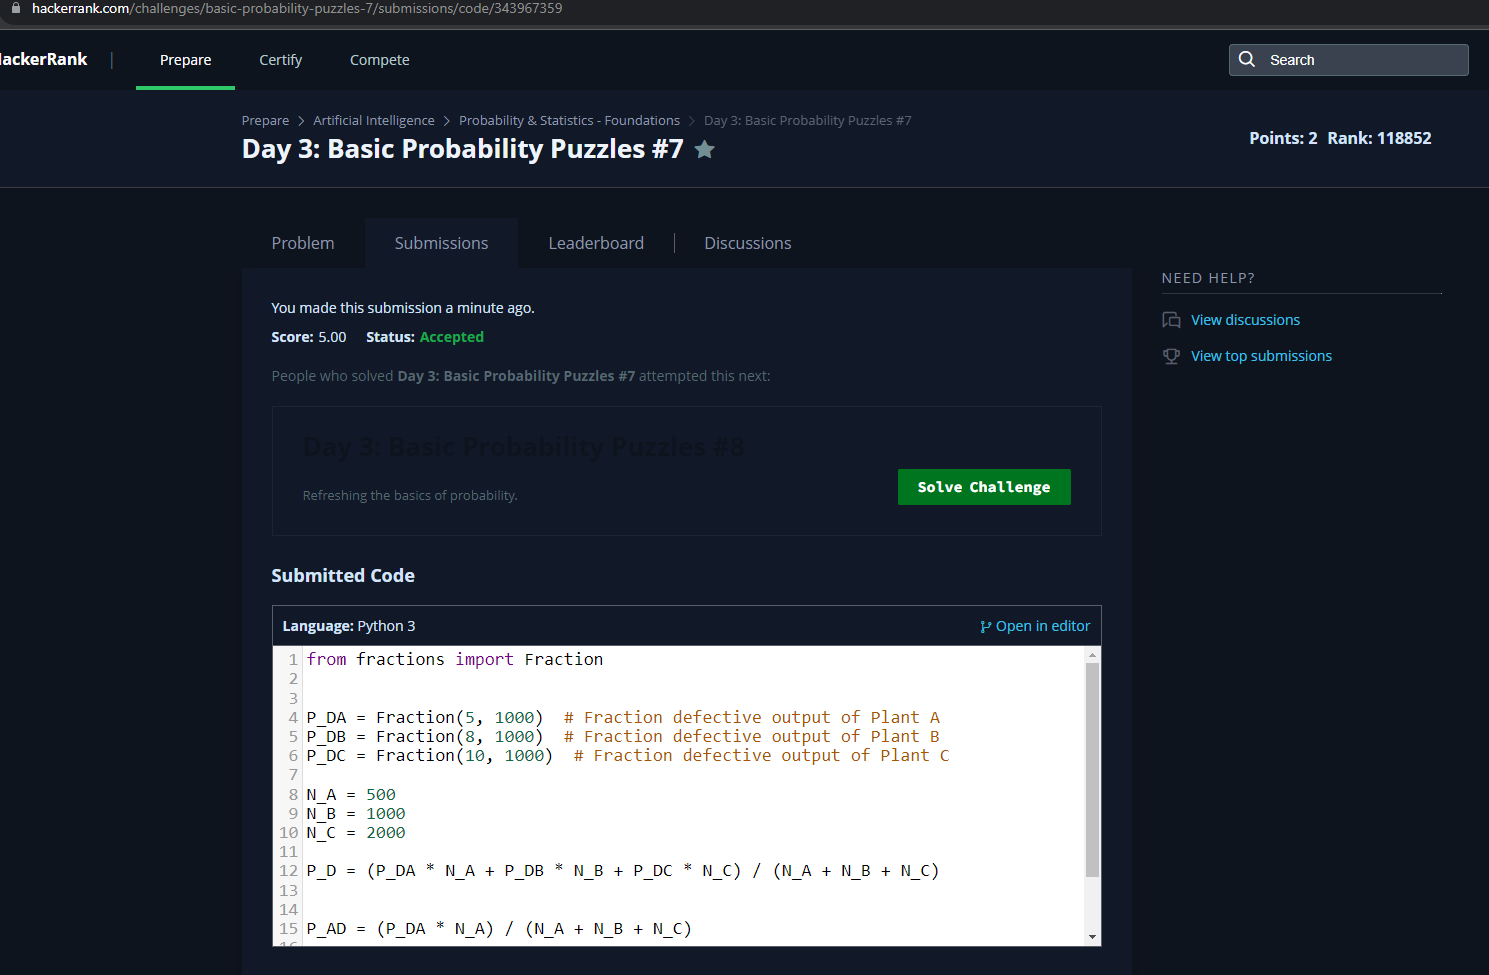 hackerrank.com/challenges/basic-probability-puzzles-7/submissions/code/343967359
ackerRank | Prepare Certify Compete Search
Prepare > Artificial Intelligence > Probability & Statistics - Foundations > Day 3: Basic Probability Puzzles #7
Day 3: Basic Probability Puzzles #7
Points: 2 Rank: 118852
Problem Submissions Leaderboard | Discussions
You made this submission a minute ago.
Score: 5.00 Status: Accepted
People who solved Day 3: Basic Probability Puzzles #7 attempted this next:
Day 3: Basic Probability Puzzles #8
Refreshing the basics of probability.
Solve Challenge
NEED HELP?
View discussions
View top submissions
Submitted Code
Language: Python 3 Open in editor
1 from fractions import Fraction
2
3
4 P_DA = Fraction(5, 1000)  # Fraction defective output of Plant A
5 P_DB = Fraction(8, 1000)  # Fraction defective output of Plant B
6 P_DC = Fraction(10, 1000)  # Fraction defective output of Plant C
7
8 N_A = 500
9 N_B = 1000
10 N_C = 2000
11
12 P_D = (P_DA * N_A + P_DB * N_B + P_DC * N_C) / (N_A + N_B + N_C)
13
14
15 P_AD = (P_DA * N_A) / (N_A + N_B + N_C)